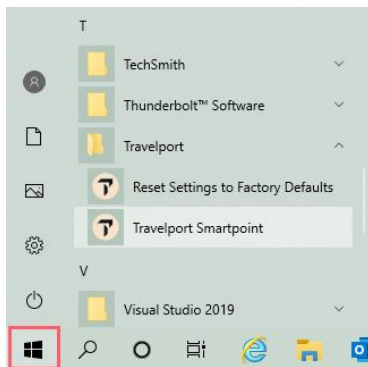 T
TechSmith
Thunderbolt™ Software
Travelport
Reset Settings to Factory Defaults
Travelport Smartpoint
V
Visual Studio 2019